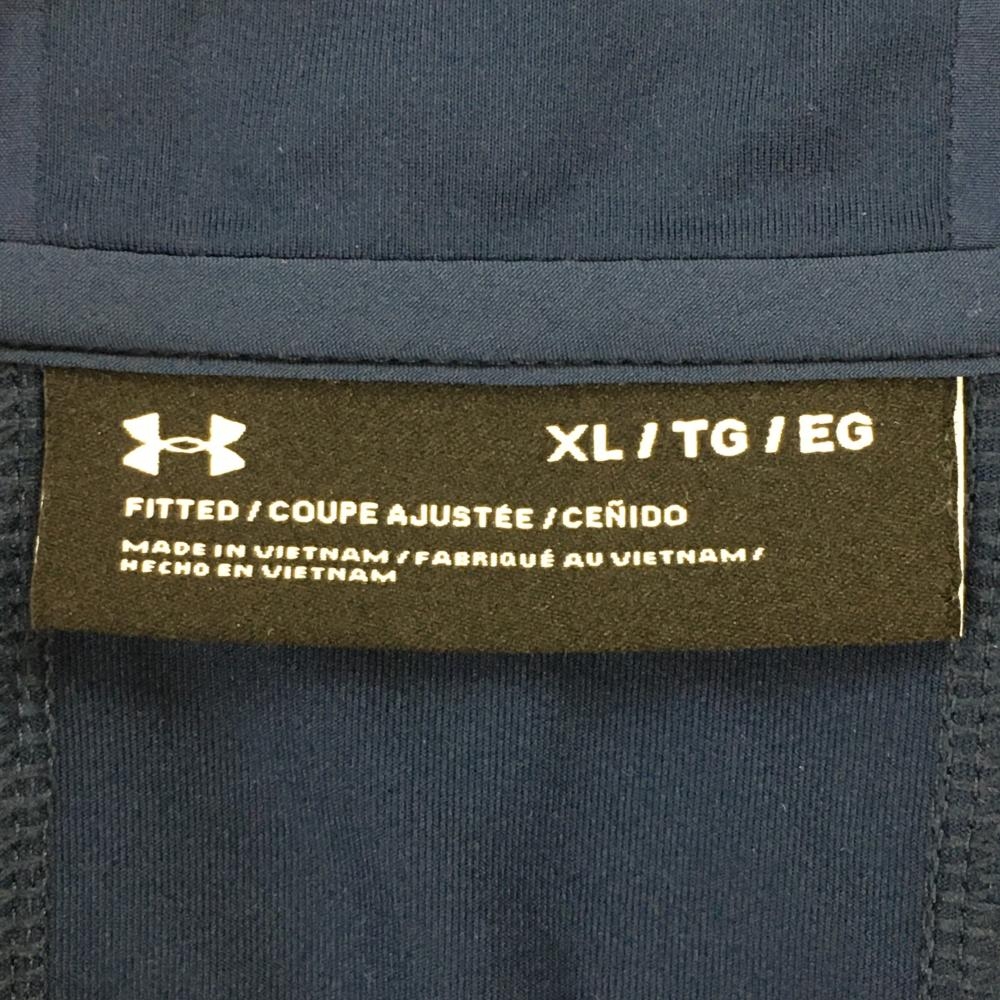 XL / TG / EG
FITTED / COUPE AJUSTÉE / CEÑIDO
MADE IN VIETNAM / FABRIQUÉ AU VIETNAM /
HECHO EN VIETNAM